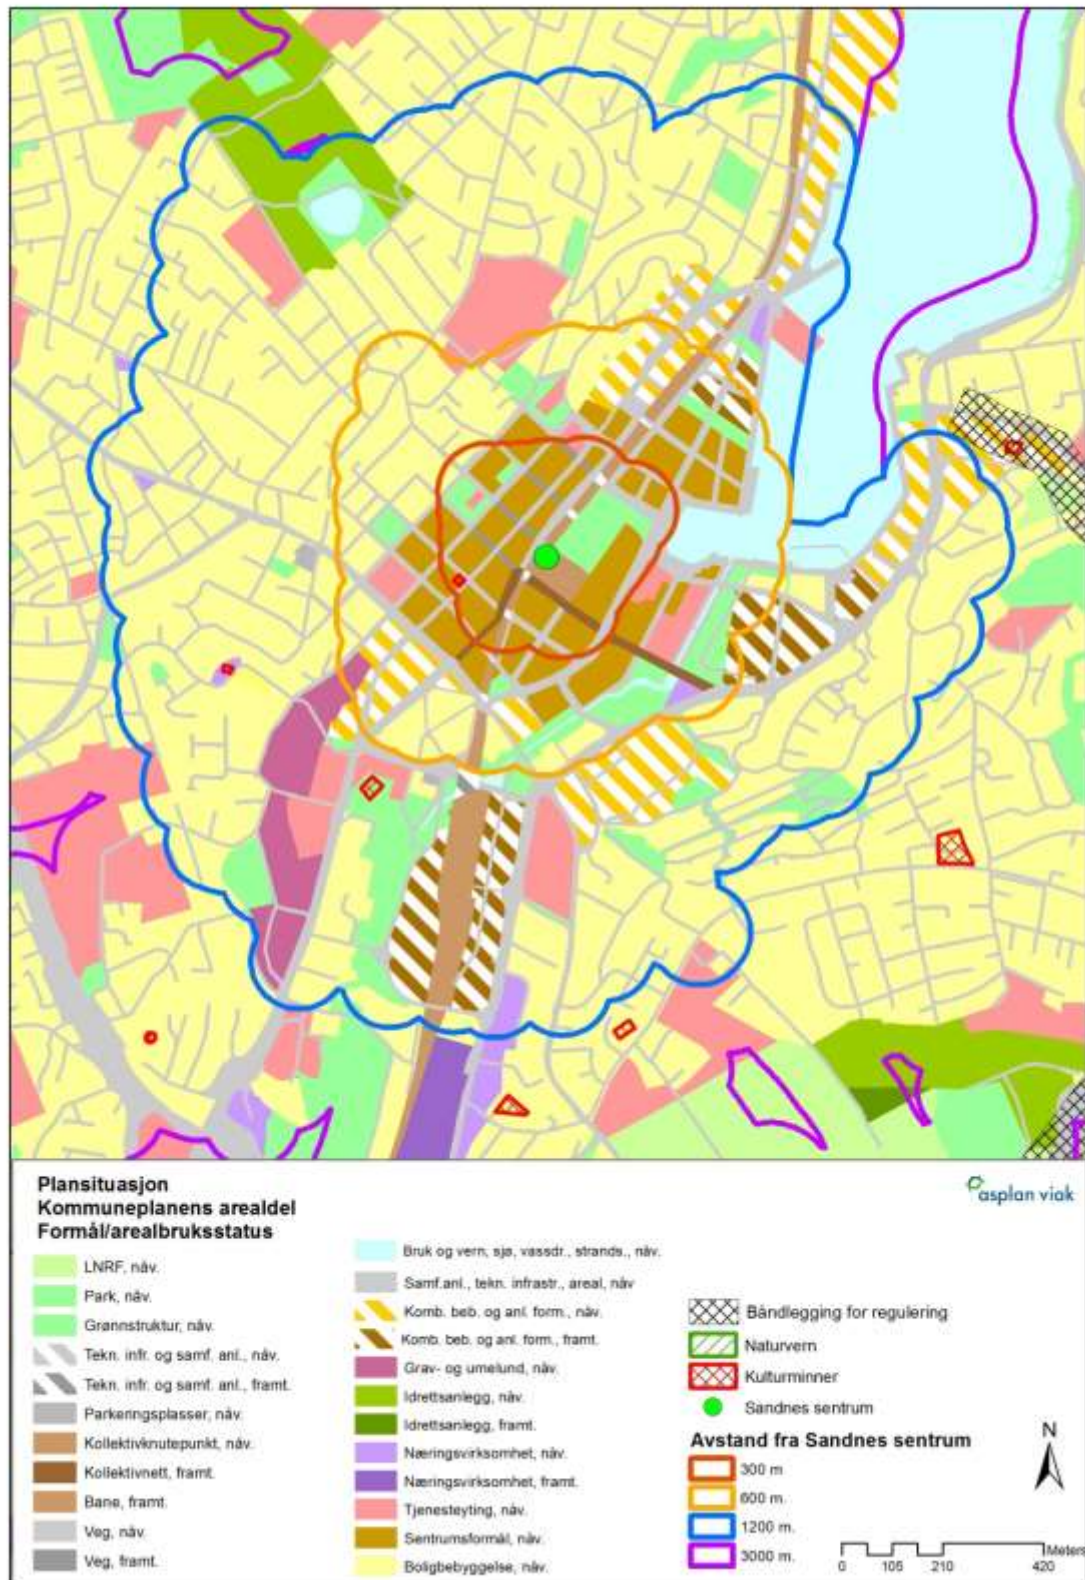 Plansituasjon
Kommuneplanens arealdel
Formål/arealbruksstatus
LNRF, nåv.
Park, nåv.
Grønnstruktur, nåv.
Tekn. infr. og samf. anl., nåv.
Tekn. infr. og samf. anl., framt.
Parkeringsplasser, nåv.
Kollektivknutepunkt, nåv.
Kollektivnett, framt.
Bane, framt.
Veg, nåv.
Veg, framt.
Bruk og vern, sjø, vassdr., strands., nåv.
Samf.anl., tekn. infrastr., areal, nåv
Komb. beb. og anl. form., nåv.
Komb. beb. og anl. form., framt.
Grav- og urnelund, nåv.
Idrettsanlegg, nåv.
Idrettsanlegg, framt.
Næringsvirksomhet, nåv.
Næringsvirksomhet, framt.
Tjenesteyting, nåv.
Sentrumsformål, nåv.
Boligbebyggelse, nåv.
asplan viak
Båndlegging for regulering
Naturvern
Kulturminner
Sandnes sentrum
Avstand fra Sandnes sentrum
300 m
600 m.
1200 m.
3000 m.
N
Meters
0 105 210 420